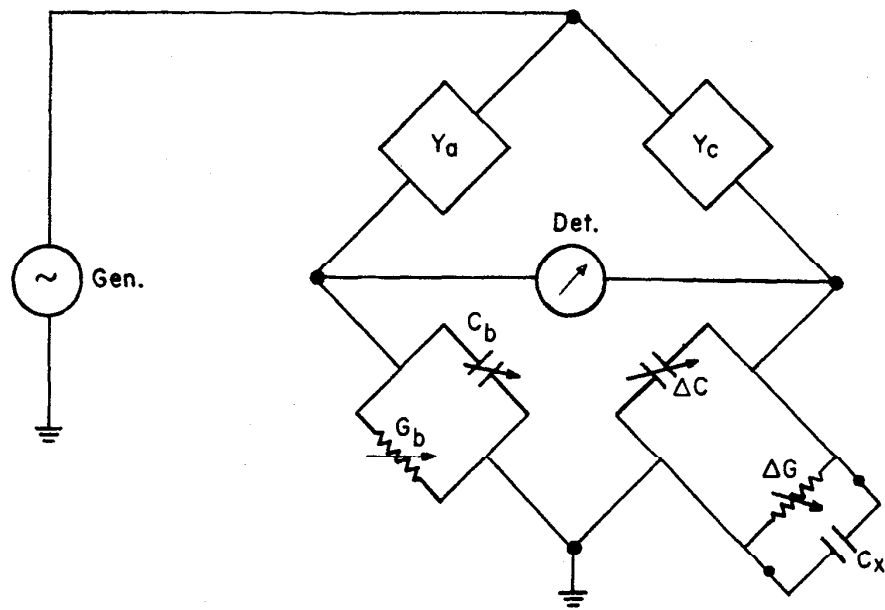 Ya
Yc
Det.
~
Gen.
Cb
ΔC
Gb
ΔG
Cx